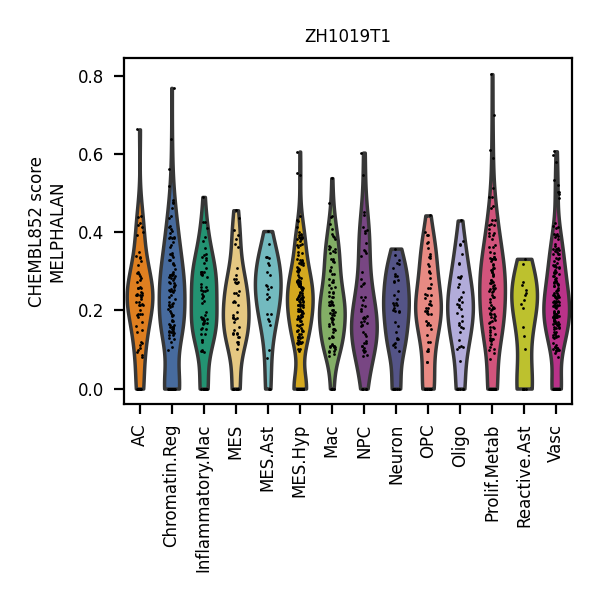 ZH1019T1
CHEMBL852 score
MELPHALAN
0.8
0.6
0.4
0.2
0.0
AC
Chromatin.Reg
Inflammatory.Mac
MES
MES.Ast
MES.Hyp
Mac
NPC
Neuron
OPC
Oligo
Prolif.Metab
Reactive.Ast
Vasc